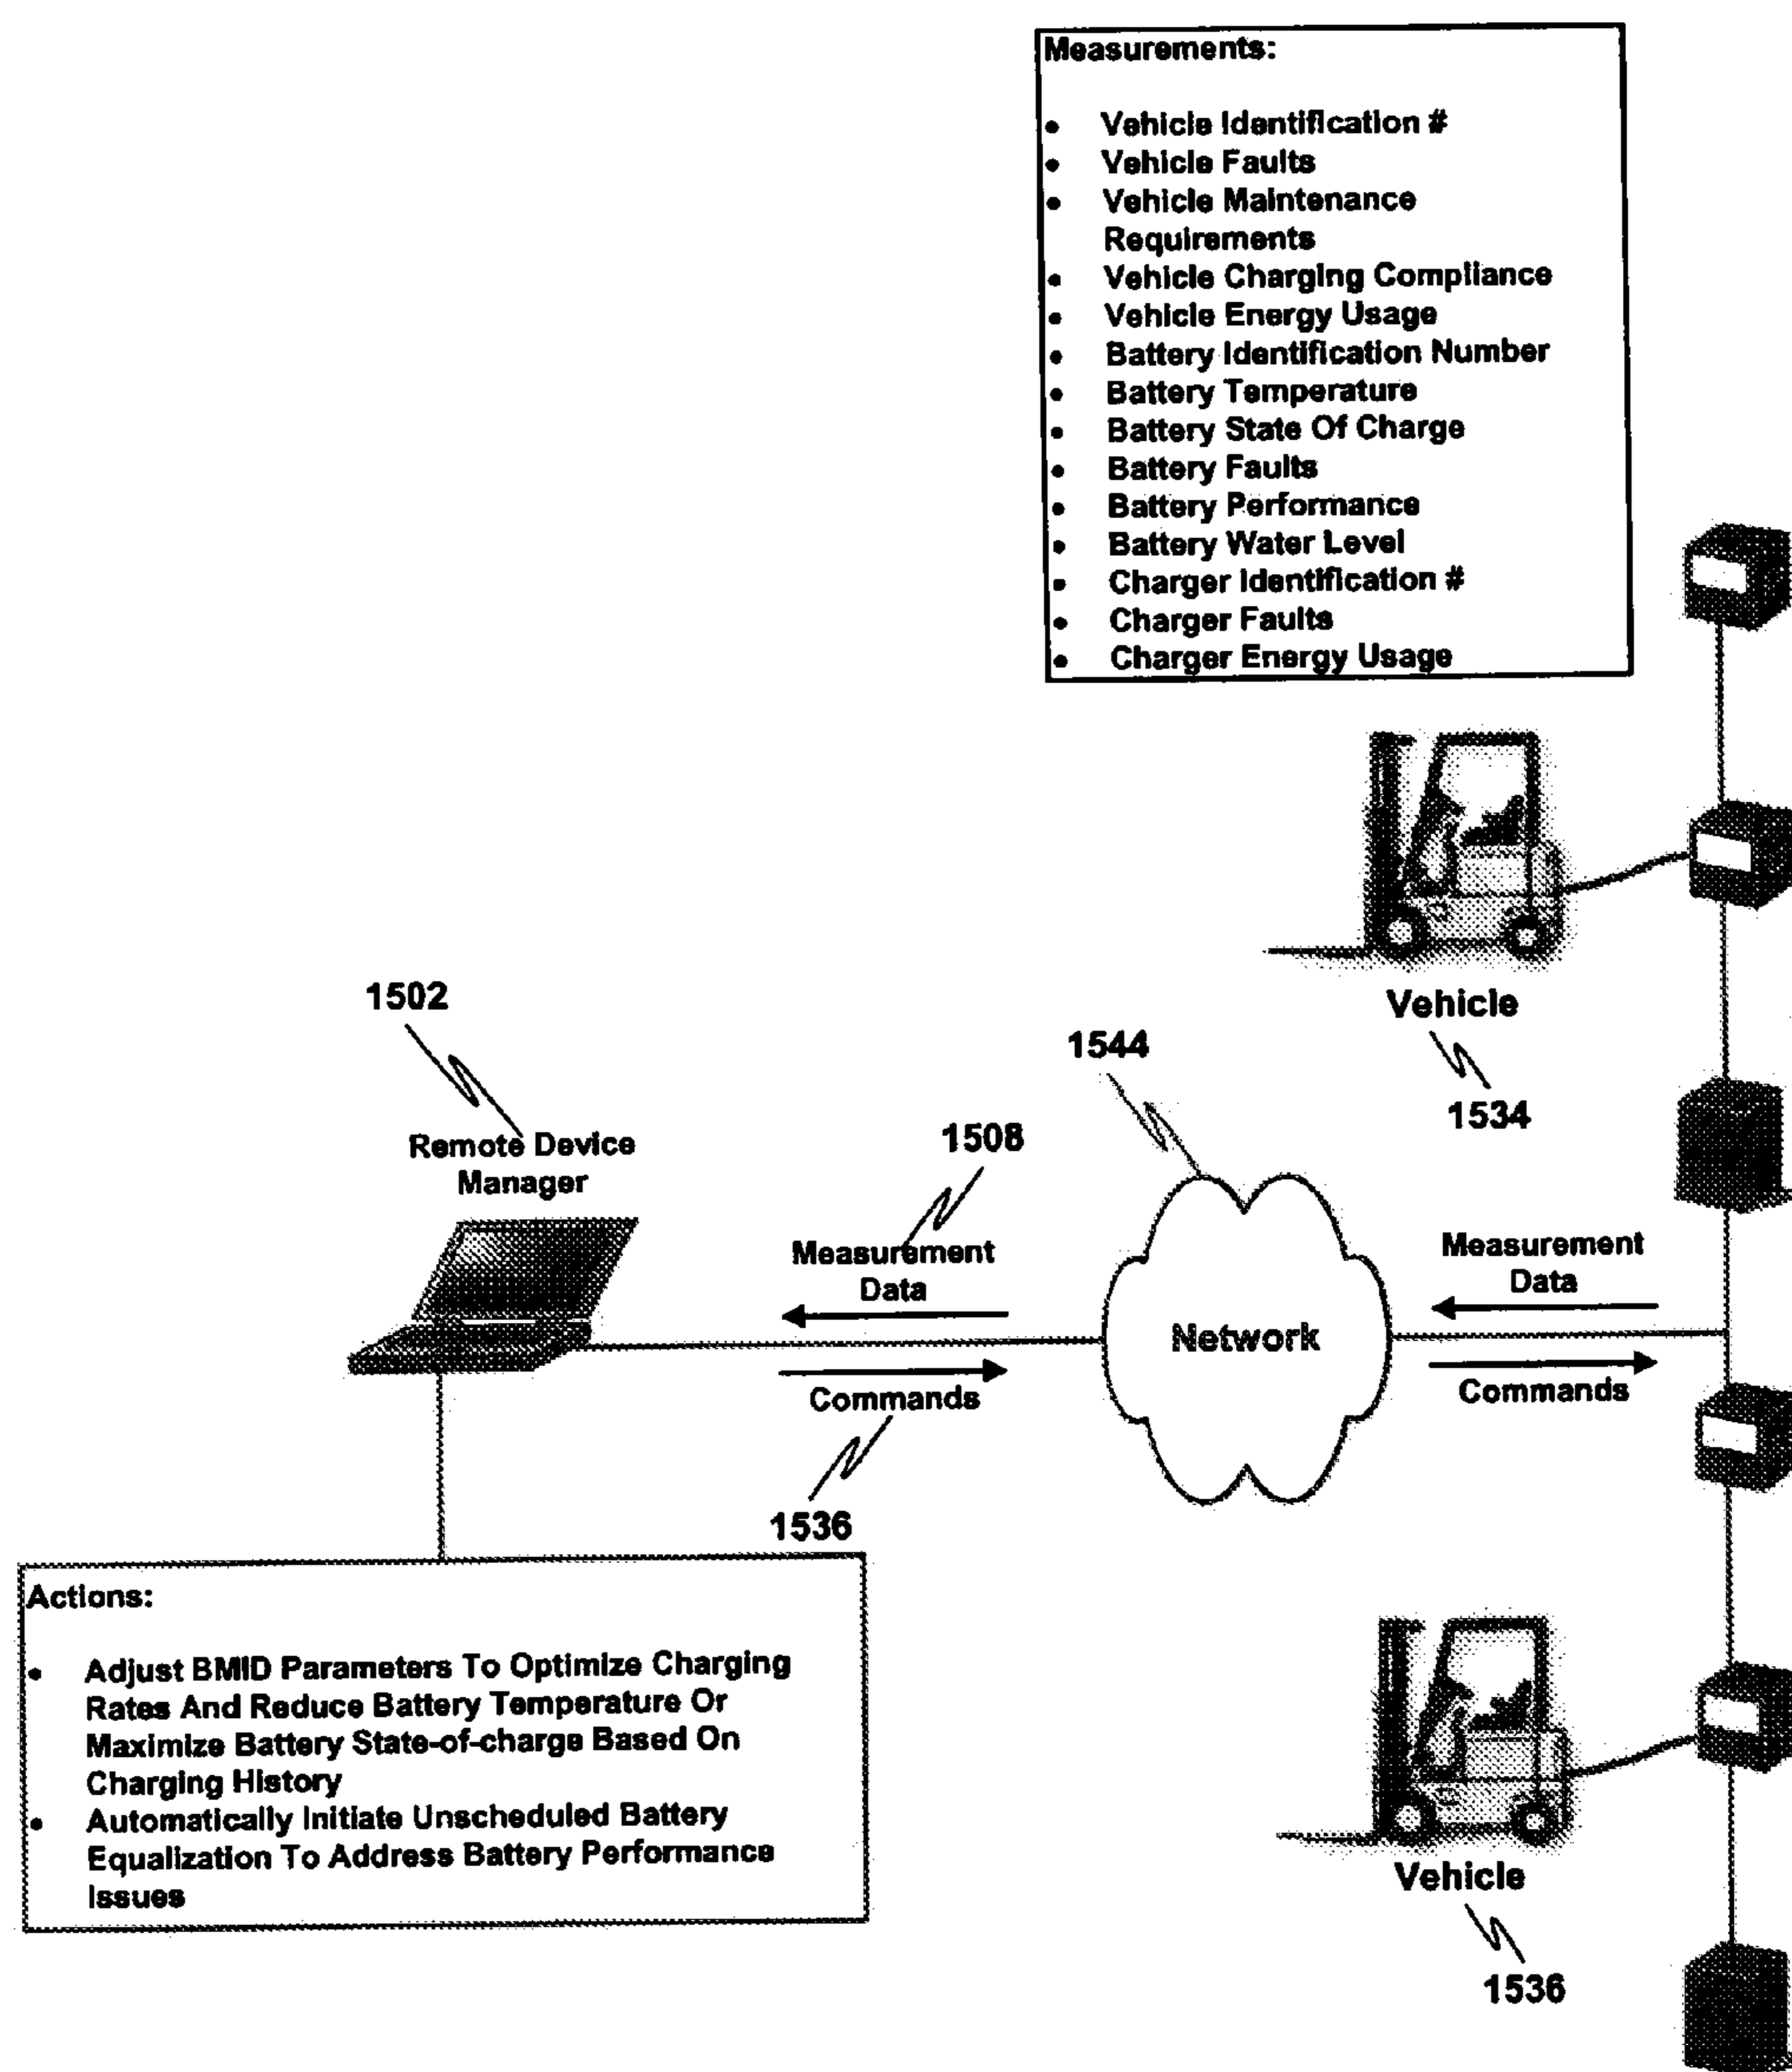 Measurements:
• Vehicle Identification #
• Vehicle Faults
• Vehicle Maintenance
Requirements
• Vehicle Charging Compliance
• Vehicle Energy Usage
• Battery Identification Number
• Battery Temperature
• Battery State Of Charge
• Battery Faults
• Battery Performance
• Battery Water Level
• Charger Identification #
• Charger Faults
• Charger Energy Usage
Vehicle
1534
1502
Remote Device
Manager
1544
1508
Measurement
Data
Commands
1536
Network
Measurement
Data
Commands
Actions:
• Adjust BMID Parameters To Optimize Charging
Rates And Reduce Battery Temperature Or
Maximize Battery State-of-charge Based On
Charging History
• Automatically Initiate Unscheduled Battery
Equalization To Address Battery Performance
Issues
Vehicle
1536